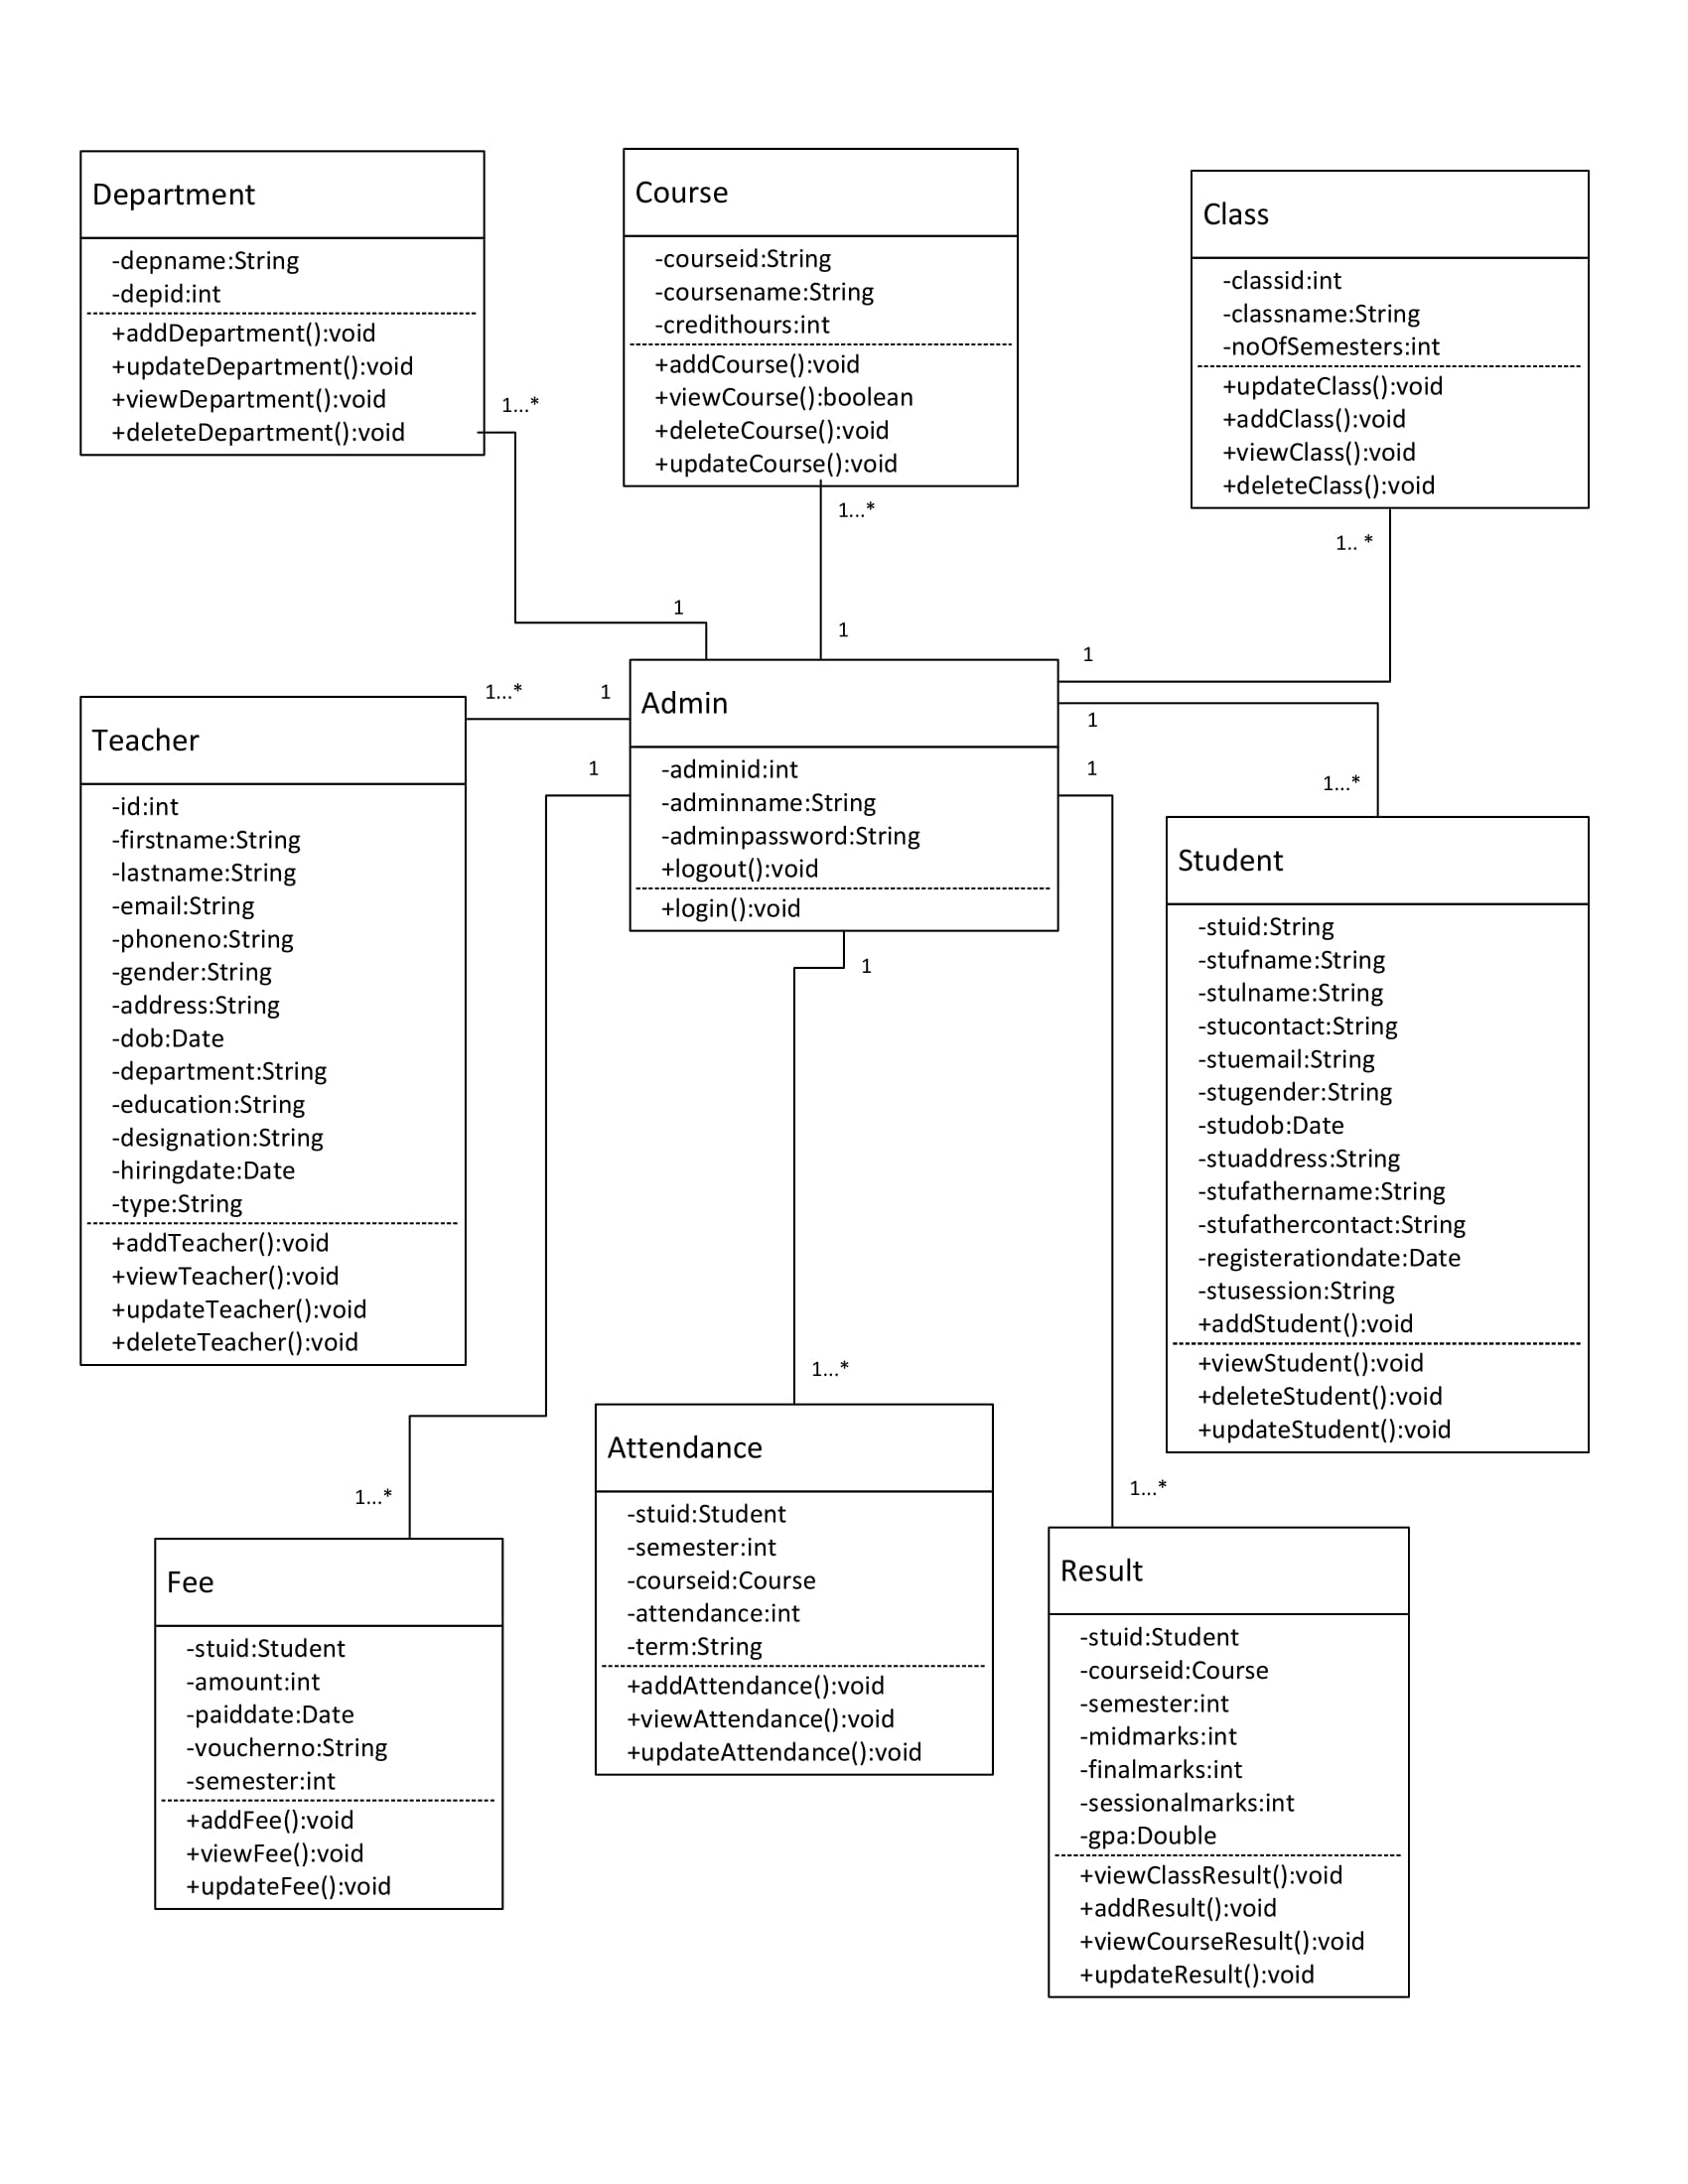 Department
-depname:String
-depid:int
+addDepartment():void
+updateDepartment():void
+viewDepartment():void
+deleteDepartment():void
1...*
1
Course
-courseid:String
-coursename:String
-credithours:int
+addCourse():void
+viewCourse():boolean
+deleteCourse():void
+updateCourse():void
1...*
1
Class
-classid:int
-classname:String
-noOfSemesters:int
+updateClass():void
+addClass():void
+viewClass():void
+deleteClass():void
1.. *
1
Teacher
-id:int
-firstname:String
-lastname:String
-email:String
-phoneno:String
-gender:String
-address:String
-dob:Date
-department:String
-education:String
-designation:String
-hiringdate:Date
-type:String
+addTeacher():void
+viewTeacher():void
+updateTeacher():void
+deleteTeacher():void
1...*
1
Admin
-adminid:int
-adminname:String
-adminpassword:String
+logout():void
+login():void
1
1
1
1
1...*
Student
-stuid:String
-stufname:String
-stulname:String
-stucontact:String
-stuemail:String
-stugender:String
-studob:Date
-stuaddress:String
-stufathername:String
-stufathercontact:String
-registerationdate:Date
-stusession:String
+addStudent():void
+viewStudent():void
+deleteStudent():void
+updateStudent():void
1...*
Fee
-stuid:Student
-amount:int
-paiddate:Date
-voucherno:String
-semester:int
+addFee():void
+viewFee():void
+updateFee():void
1...*
Attendance
-stuid:Student
-semester:int
-courseid:Course
-attendance:int
-term:String
+addAttendance():void
+viewAttendance():void
+updateAttendance():void
1...*
Result
-stuid:Student
-courseid:Course
-semester:int
-midmarks:int
-finalmarks:int
-sessionalmarks:int
-gpa:Double
+viewClassResult():void
+addResult():void
+viewCourseResult():void
+updateResult():void